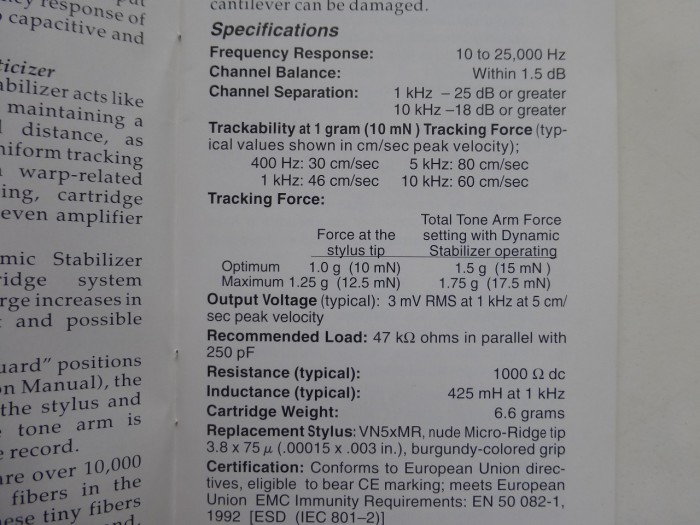 response of
capacitive and
ticizer
abilizer acts like
maintaining a
distance, as
niform tracking
warp-related
ing, cartridge
even amplifier
mic Stabilizer
ridge system
rge increases in
and possible
uard" positions
n Manual), the
the stylus and
tone arm is
record.
are over 10,000
fibers in the
ese tiny fibers
cantilever can be damaged.
Specifications
Frequency Response: 10 to 25,000 Hz
Channel Balance: Within 1.5 dB
Channel Separation: 1 kHz – 25 dB or greater
10 kHz –18 dB or greater
Trackability at 1 gram (10 mN ) Tracking Force (typ-
ical values shown in cm/sec peak velocity);
400 Hz: 30 cm/sec 5 kHz: 80 cm/sec
1 kHz: 46 cm/sec 10 kHz: 60 cm/sec
Tracking Force:
Total Tone Arm Force
Force at the setting with Dynamic
stylus tip Stabilizer operating
Optimum 1.0 g (10 mN) 1.5 g (15 mN )
Maximum 1.25 g (12.5 mN) 1.75 g (17.5 mN)
Output Voltage (typical): 3 mV RMS at 1 kHz at 5 cm/
sec peak velocity
Recommended Load: 47 kΩ ohms in parallel with
250 pF
Resistance (typical): 1000 Ω dc
Inductance (typical): 425 mH at 1 kHz
Cartridge Weight: 6.6 grams
Replacement Stylus: VN5xMR, nude Micro-Ridge tip
3.8 x 75 µ (.00015 x .003 in.), burgundy-colored grip
Certification: Conforms to European Union direc-
tives, eligible to bear CE marking; meets European
Union EMC Immunity Requirements: EN 50 082-1,
1992 [ESD (IEC 801–2)]